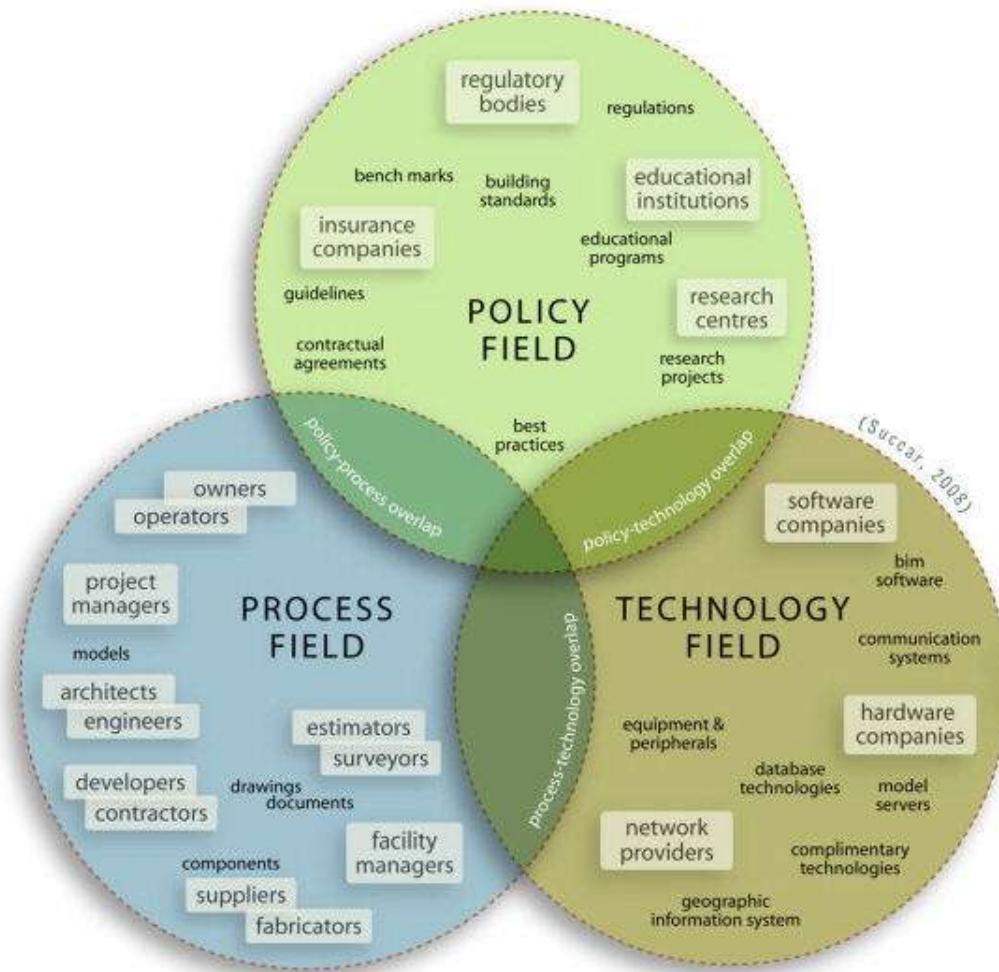 regulatory
bodies
regulations
bench marks
building
standards
educational
institutions
insurance
companies
educational
programs
guidelines
POLICY
FIELD
research
centres
contractual
agreements
research
projects
best
practices
policy-process overlap
policy-technology overlap
(Succar, 2008)
owners
operators
project
managers
PROCESS
FIELD
models
architects
engineers
estimators
surveyors
developers
contractors
drawings
documents
facility
managers
components
suppliers
fabricators
process-technology overlap
software
companies
bim
software
TECHNOLOGY
FIELD
communication
systems
equipment &
peripherals
hardware
companies
database
technologies
model
servers
network
providers
complimentary
technologies
geographic
information system